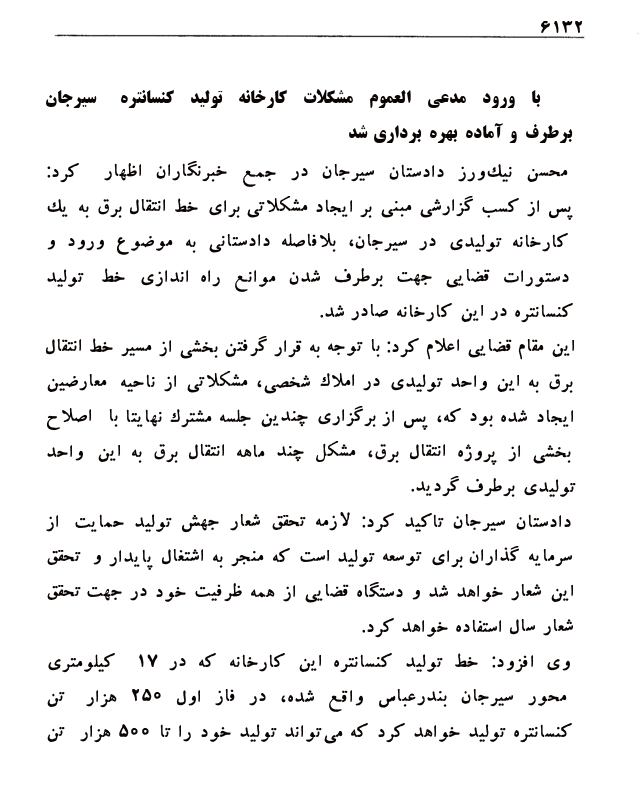 ۶۱۳۲
با ورود مدعی العموم مشکلات کارخانه تولید کنسانتره سیرجان
برطرف و آماده بهره برداری شد
محسن نیك‌ورز دادستان سیرجان در جمع خبرنگاران اظهار کرد:
پس از کسب گزارشی مبنی بر ایجاد مشکلاتی برای خط انتقال برق به یك
کارخانه تولیدی در سیرجان، بلافاصله دادستانی به موضوع ورود و
دستورات قضایی جهت برطرف شدن موانع راه اندازی خط تولید
کنسانتره در این کارخانه صادر شد.
این مقام قضایی اعلام کرد: با توجه به قرار گرفتن بخشی از مسیر خط انتقال
برق به این واحد تولیدی در املاك شخصی، مشکلاتی از ناحیه معارضین
ایجاد شده بود که، پس از برگزاری چندین جلسه مشترك نهایتا با اصلاح
بخشی از پروژه انتقال برق، مشکل چند ماهه انتقال برق به این واحد
تولیدی برطرف گردید.
دادستان سیرجان تاکید کرد: لازمه تحقق شعار جهش تولید حمایت از
سرمایه گذاران برای توسعه تولید است که منجر به اشتغال پایدار و تحقق
این شعار خواهد شد و دستگاه قضایی از همه ظرفیت خود در جهت تحقق
شعار سال استفاده خواهد کرد.
وی افزود: خط تولید کنسانتره این کارخانه که در ۱۷ کیلومتری
محور سیرجان بندرعباس واقع شده، در فاز اول ۲۵۰ هزار تن
کنسانتره تولید خواهد کرد که می‌تواند تولید خود را تا ۵۰۰ هزار تن